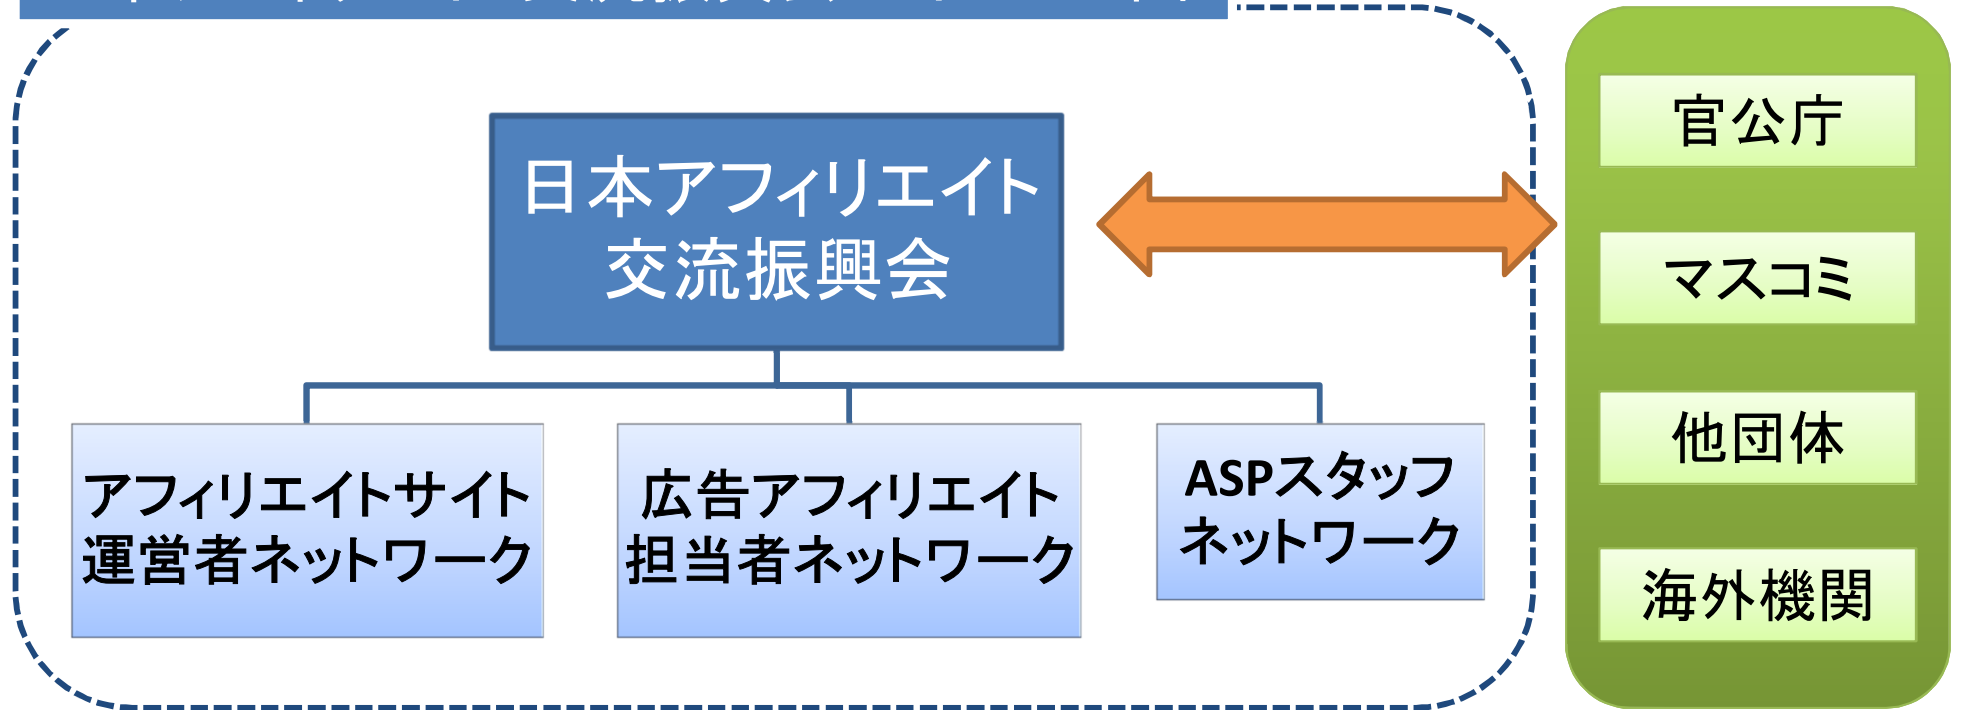 日本アフィリエイト
交流振興会
アフィリエイトサイト
運営者ネットワーク
広告アフィリエイト
担当者ネットワーク
ASPスタッフ
ネットワーク
官公庁
マスコミ
他団体
海外機関